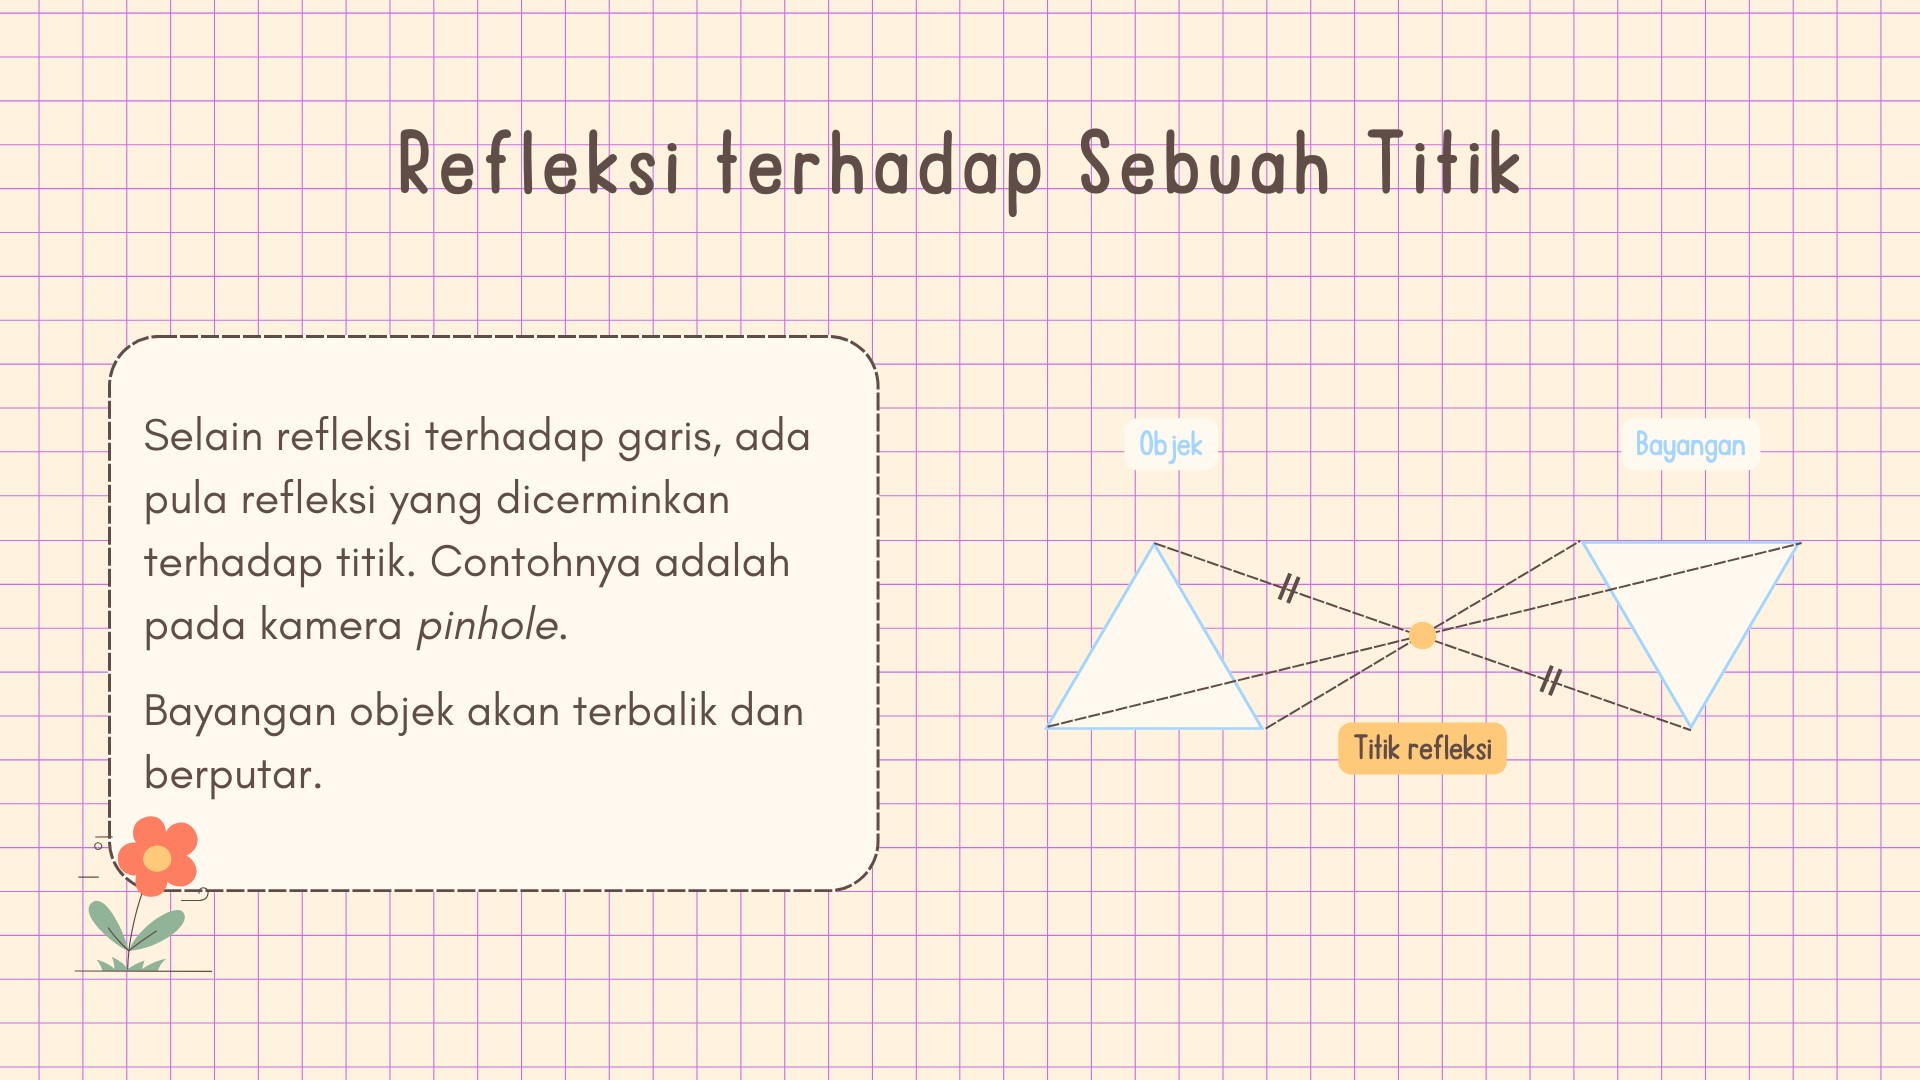 Refleksi terhadap Sebuah Titik
Selain refleksi terhadap garis, ada
pula refleksi yang dicerminkan
terhadap titik. Contohnya adalah
pada kamera pinhole.
Bayangan objek akan terbalik dan
berputar.
Objek
Bayangan
Titik refleksi